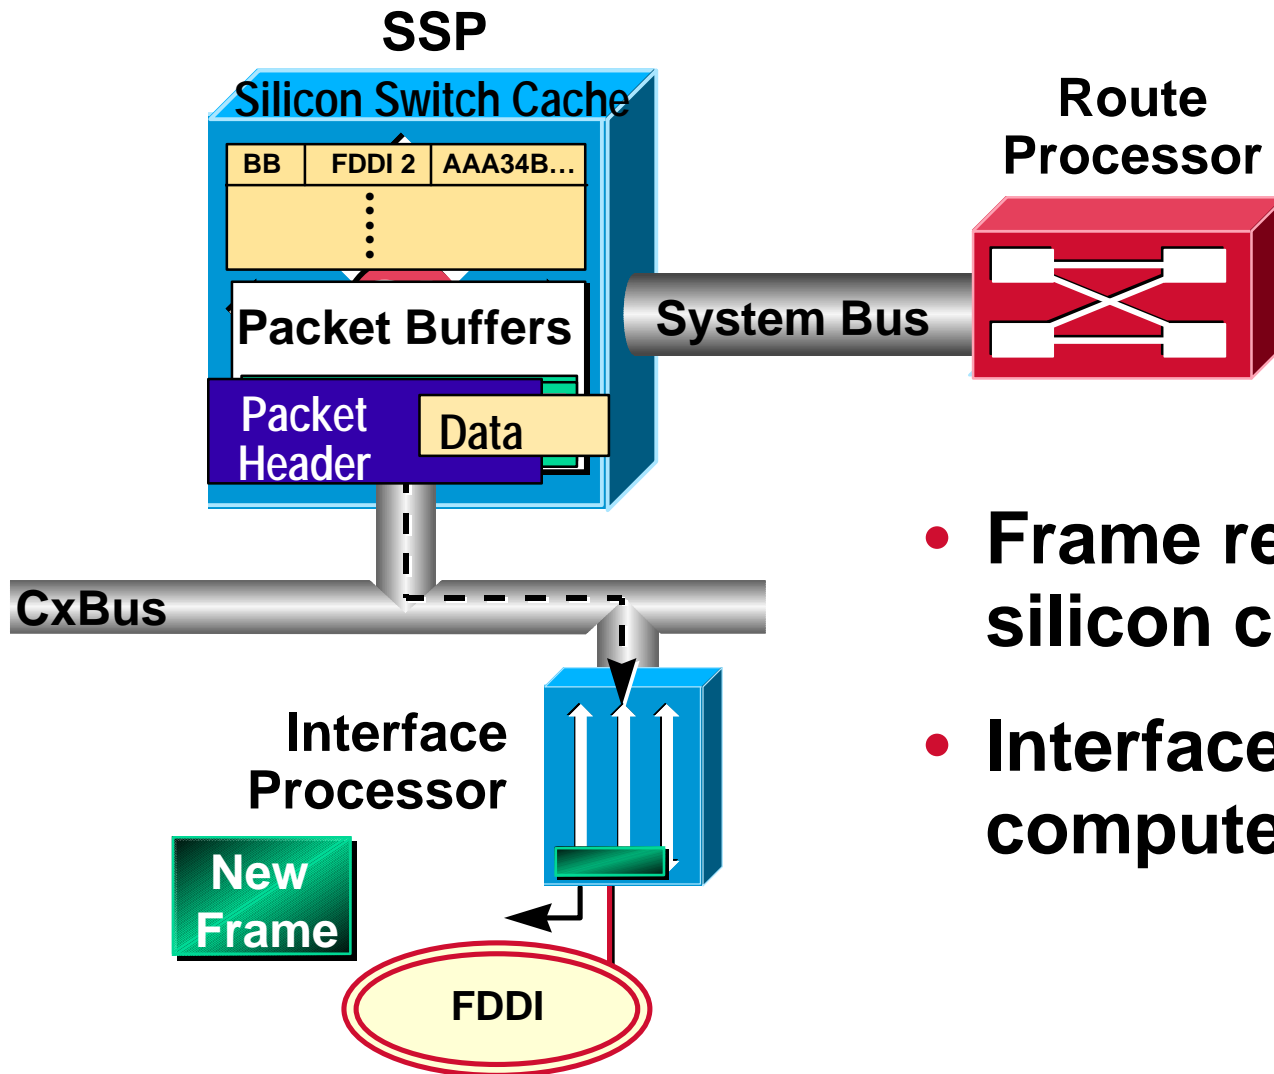 SSP
Silicon Switch Cache
BB FDDI 2 AAA34B...
Packet Buffers
Packet
Header
Data
System Bus
Route
Processor
CxBus
Interface
Processor
New
Frame
FDDI
• Frame re
silicon c
• Interface
compute